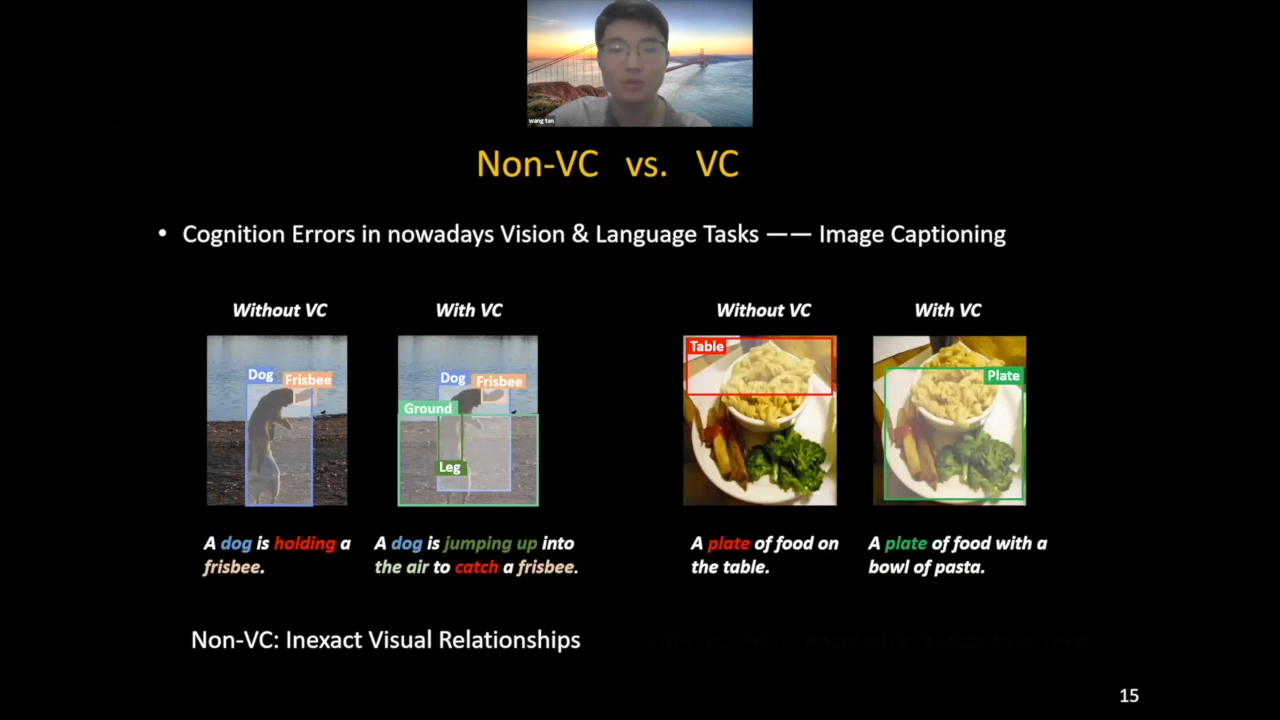 wang tan
Non-VC vs. VC
• Cognition Errors in nowadays Vision & Language Tasks —— Image Captioning
Without VC
With VC
Without VC
With VC
Dog
Frisbee
Dog
Frisbee
Ground
Leg
Table
Plate
A dog is holding a
frisbee.
A dog is jumping up into
the air to catch a frisbee.
A plate of food on
the table.
A plate of food with a
bowl of pasta.
Non-VC: Inexact Visual Relationships
15